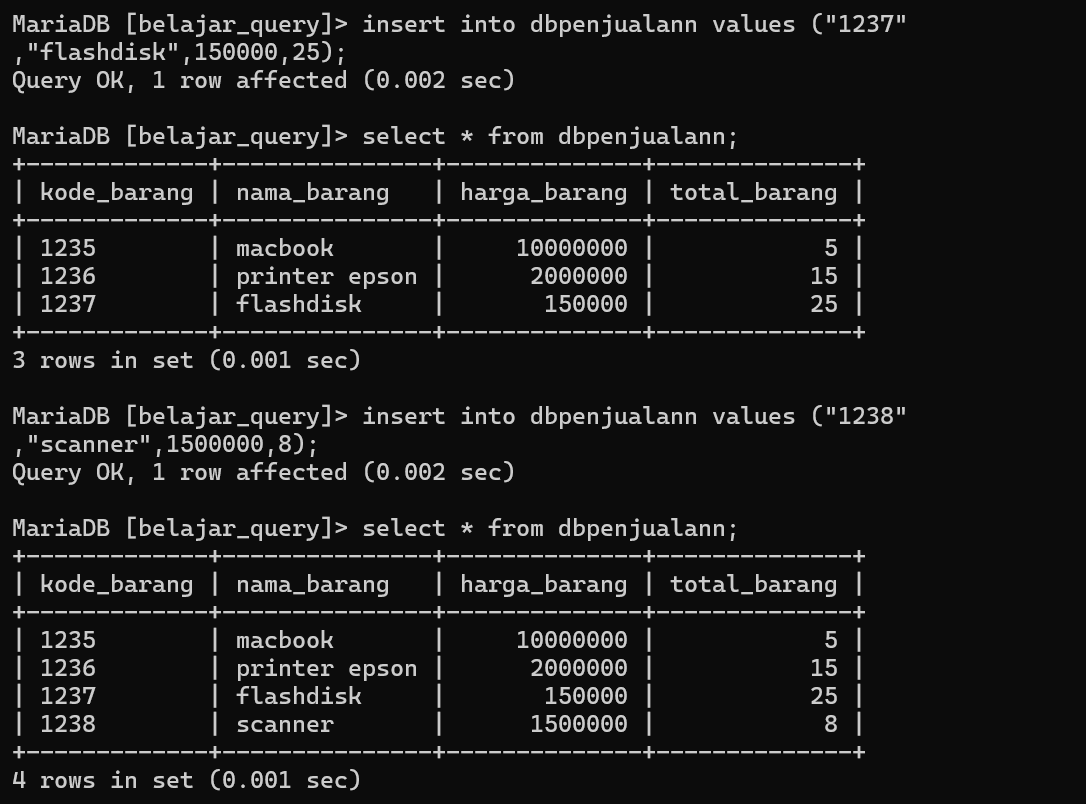 MariaDB [belajar_query]> insert into dbpenjualann values ("1237"
,"flashdisk",150000,25);
Query OK, 1 row affected (0.002 sec)

MariaDB [belajar_query]> select * from dbpenjualann;
+-------------+---------------+--------------+--------------+
| kode_barang | nama_barang   | harga_barang | total_barang |
+-------------+---------------+--------------+--------------+
| 1235        | macbook       |     10000000 |            5 |
| 1236        | printer epson |      2000000 |           15 |
| 1237        | flashdisk     |       150000 |           25 |
+-------------+---------------+--------------+--------------+
3 rows in set (0.001 sec)

MariaDB [belajar_query]> insert into dbpenjualann values ("1238"
,"scanner",1500000,8);
Query OK, 1 row affected (0.002 sec)

MariaDB [belajar_query]> select * from dbpenjualann;
+-------------+---------------+--------------+--------------+
| kode_barang | nama_barang   | harga_barang | total_barang |
+-------------+---------------+--------------+--------------+
| 1235        | macbook       |     10000000 |            5 |
| 1236        | printer epson |      2000000 |           15 |
| 1237        | flashdisk     |       150000 |           25 |
| 1238        | scanner       |      1500000 |            8 |
+-------------+---------------+--------------+--------------+
4 rows in set (0.001 sec)